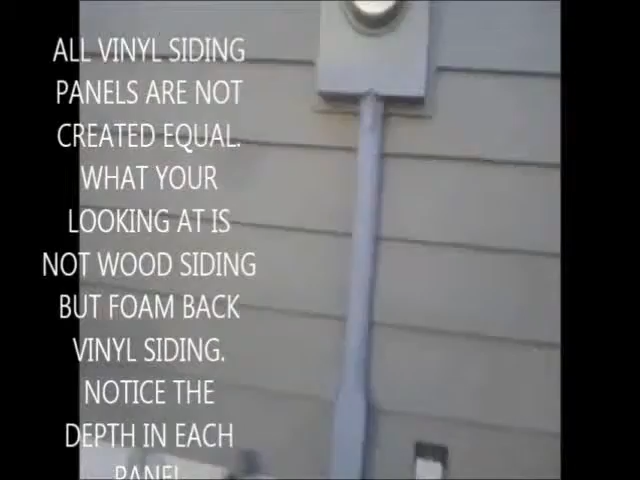 ALL VINYL SIDING
PANELS ARE NOT
CREATED EQUAL.
WHAT YOUR
LOOKING AT IS
NOT WOOD SIDING
BUT FOAM BACK
VINYL SIDING.
NOTICE THE
DEPTH IN EACH
PANEL